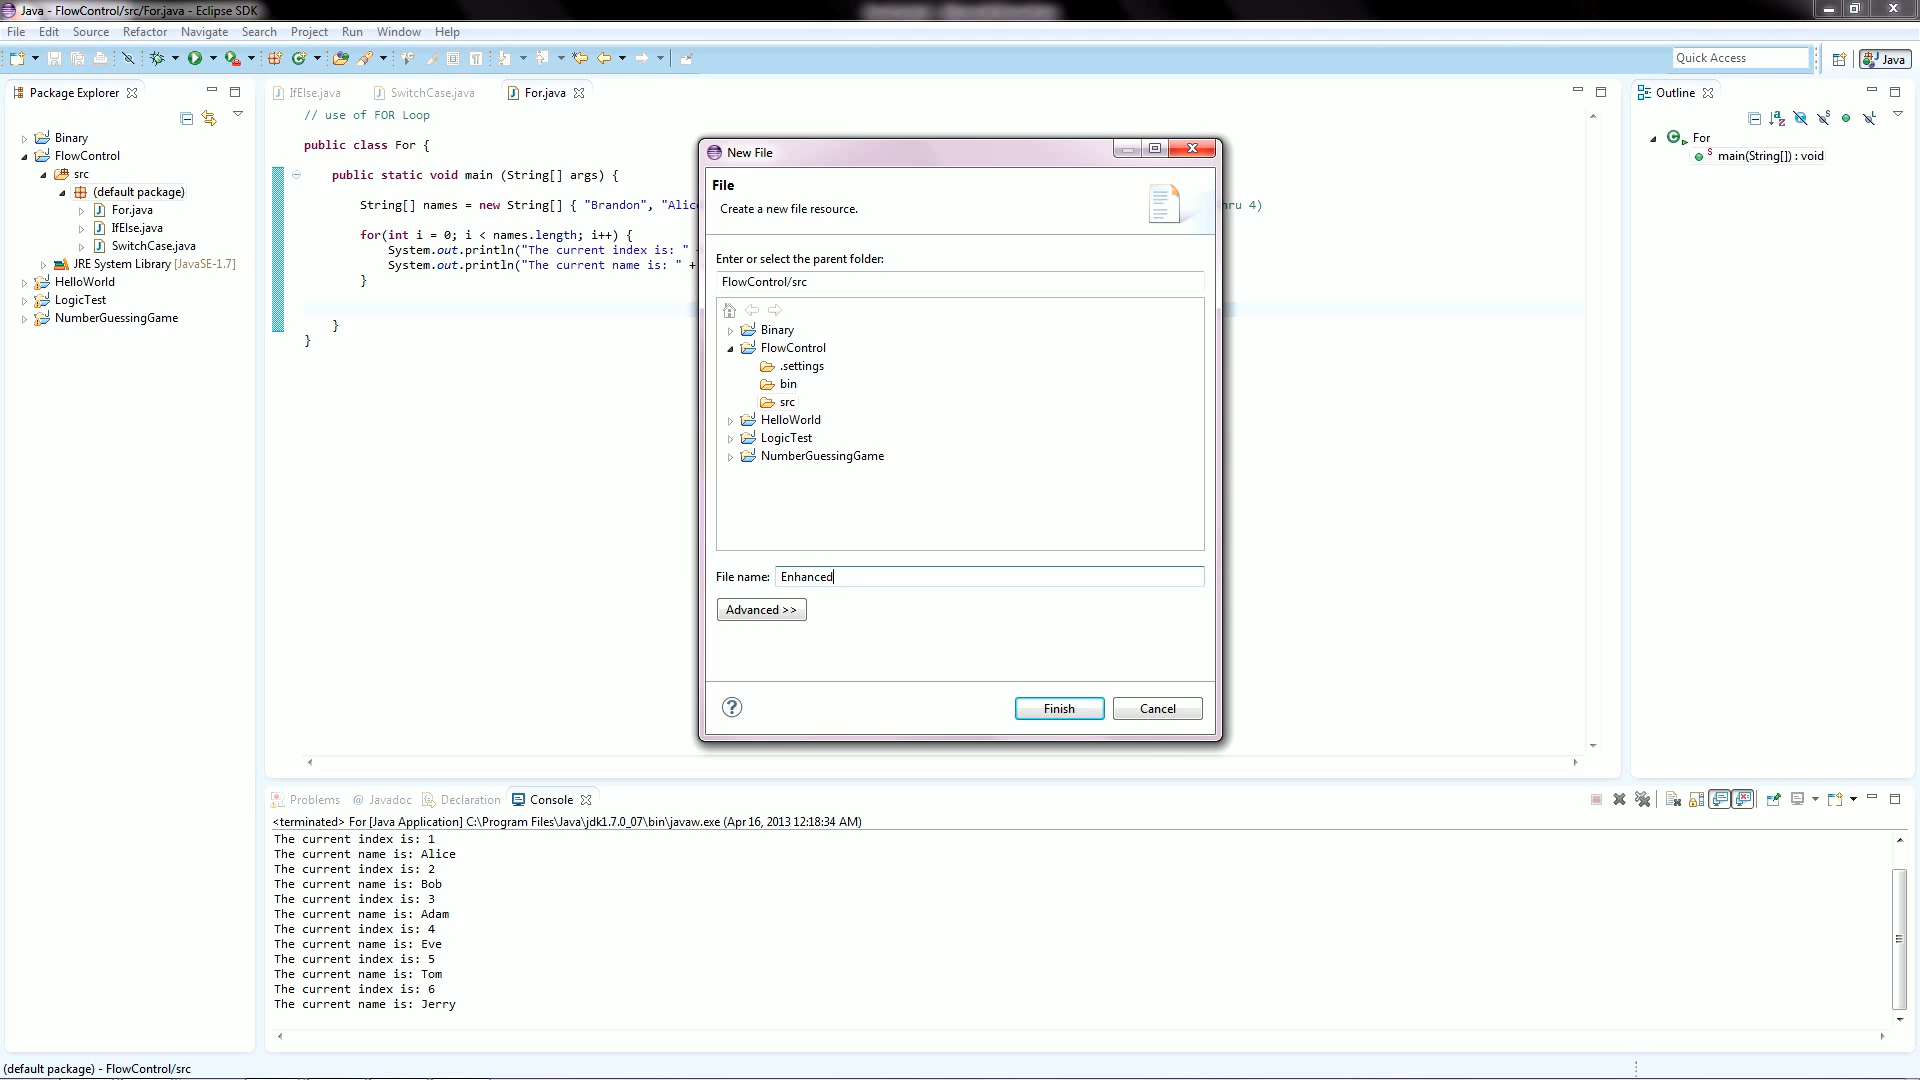 Java - FlowControl/src/For.java - Eclipse SDK
File Edit Source Refactor Navigate Search Project Run Window Help
Quick Access
Java
Package Explorer
Binary
FlowControl
src
(default package)
For.java
IfElse.java
SwitchCase.java
JRE System Library [JavaSE-1.7]
HelloWorld
LogicTest
NumberGuessingGame
IfElse.java SwitchCase.java For.java
// use of FOR Loop
public class For {
public static void main (String[] args) {
String[] names = new String[] { "Brandon", "Alic
4)
for(int i = 0; i < names.length; i++) {
System.out.println("The current index is: "
System.out.println("The current name is: " +
}
}
}
New File
File
Create a new file resource.
Enter or select the parent folder:
FlowControl/src
Binary
FlowControl
.settings
bin
src
HelloWorld
LogicTest
NumberGuessingGame
File name: Enhanced
Advanced >>
?
Finish Cancel
Outline
For
main(String[]) : void
Problems @ Javadoc Declaration Console
<terminated> For [Java Application] C:\Program Files\Java\jdk1.7.0_07\bin\javaw.exe (Apr 16, 2013 12:18:34 AM)
The current index is: 1
The current name is: Alice
The current index is: 2
The current name is: Bob
The current index is: 3
The current name is: Adam
The current index is: 4
The current name is: Eve
The current index is: 5
The current name is: Tom
The current index is: 6
The current name is: Jerry
(default package) - FlowControl/src